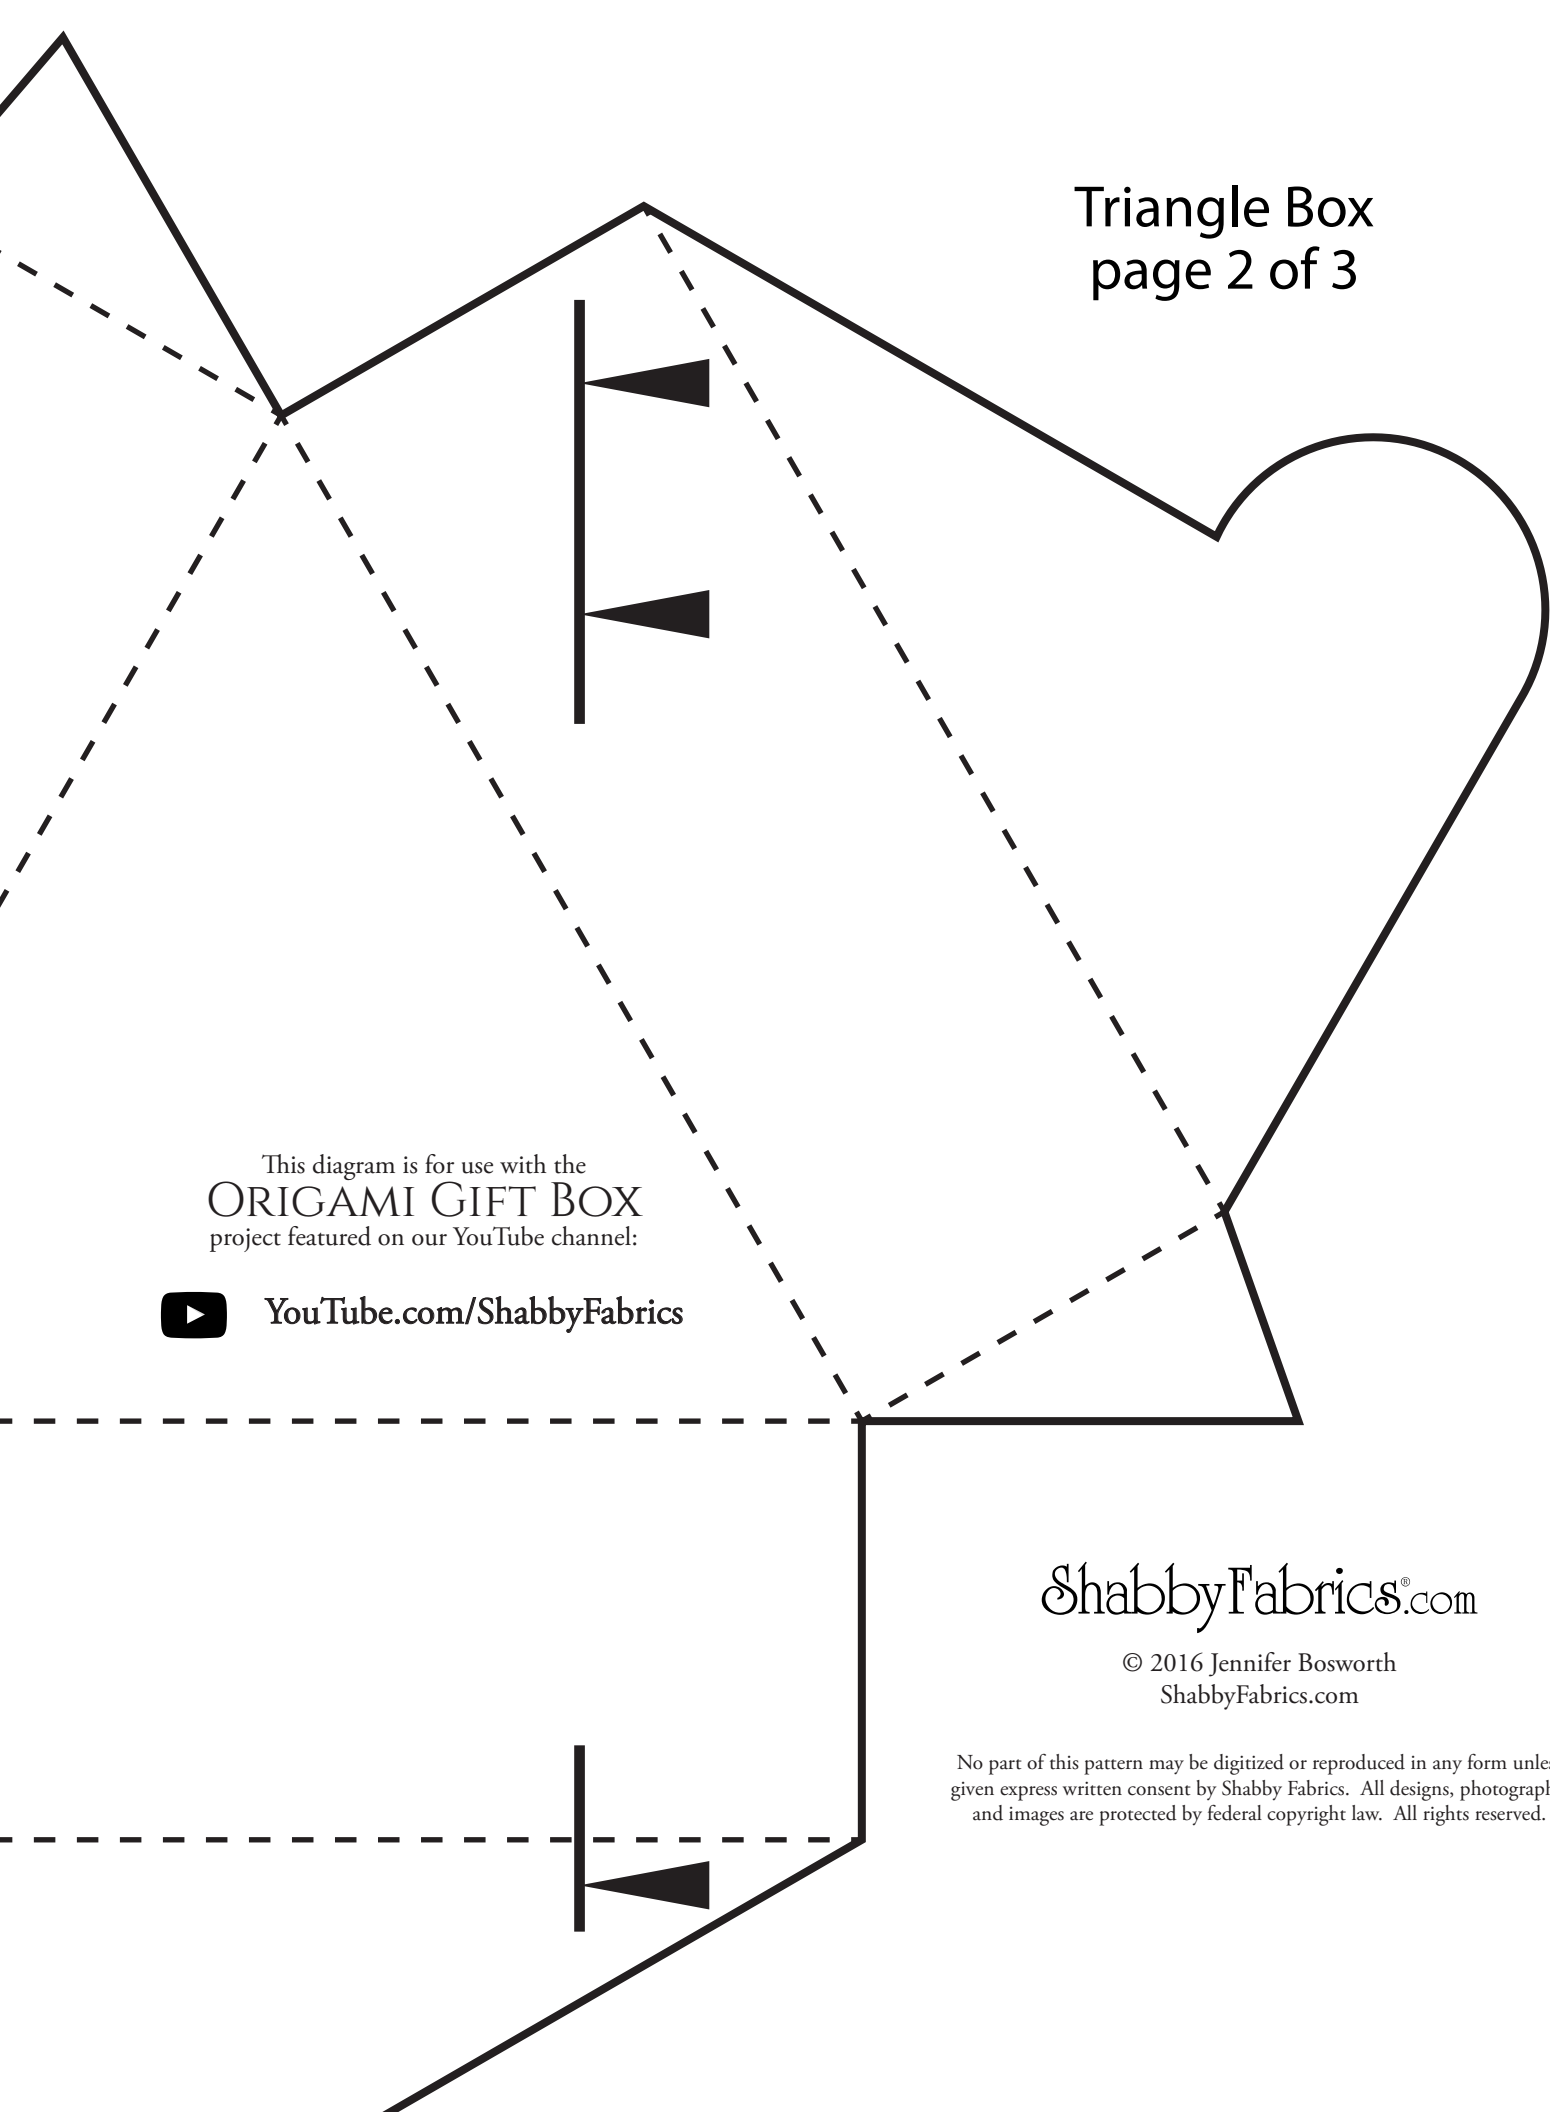 Triangle Box
page 2 of 3
This diagram is for use with the
ORIGAMI GIFT BOX
project featured on our YouTube channel:
YouTube.com/ShabbyFabrics
ShabbyFabrics®.com
© 2016 Jennifer Bosworth
ShabbyFabrics.com
No part of this pattern may be digitized or reproduced in any form
given express written consent by Shabby Fabrics. All designs,
and images are protected by federal copyright law. All rights reserved.